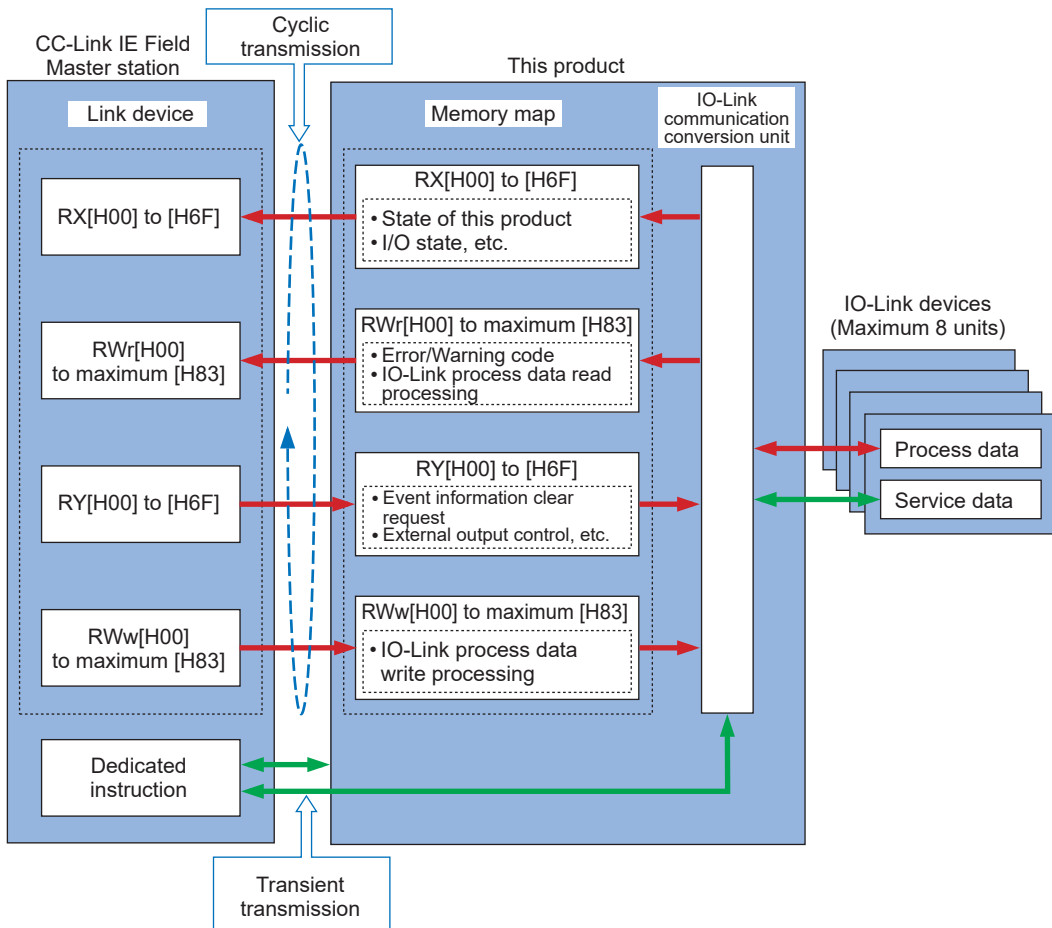 Cyclic
transmission
CC-Link IE Field
Master station
This product
Link device
Memory map
IO-Link
communication
conversion unit
RX[H00] to [H6F]
RX[H00] to [H6F]
• State of this product
• I/O state, etc.
RWr[H00]
to maximum [H83]
RWr[H00] to maximum [H83]
• Error/Warning code
• IO-Link process data read
processing
IO-Link devices
(Maximum 8 units)
Process data
Service data
RY[H00] to [H6F]
RY[H00] to [H6F]
• Event information clear
request
• External output control, etc.
RWw[H00]
to maximum [H83]
RWw[H00] to maximum [H83]
• IO-Link process data
write processing
Dedicated
instruction
Transient
transmission